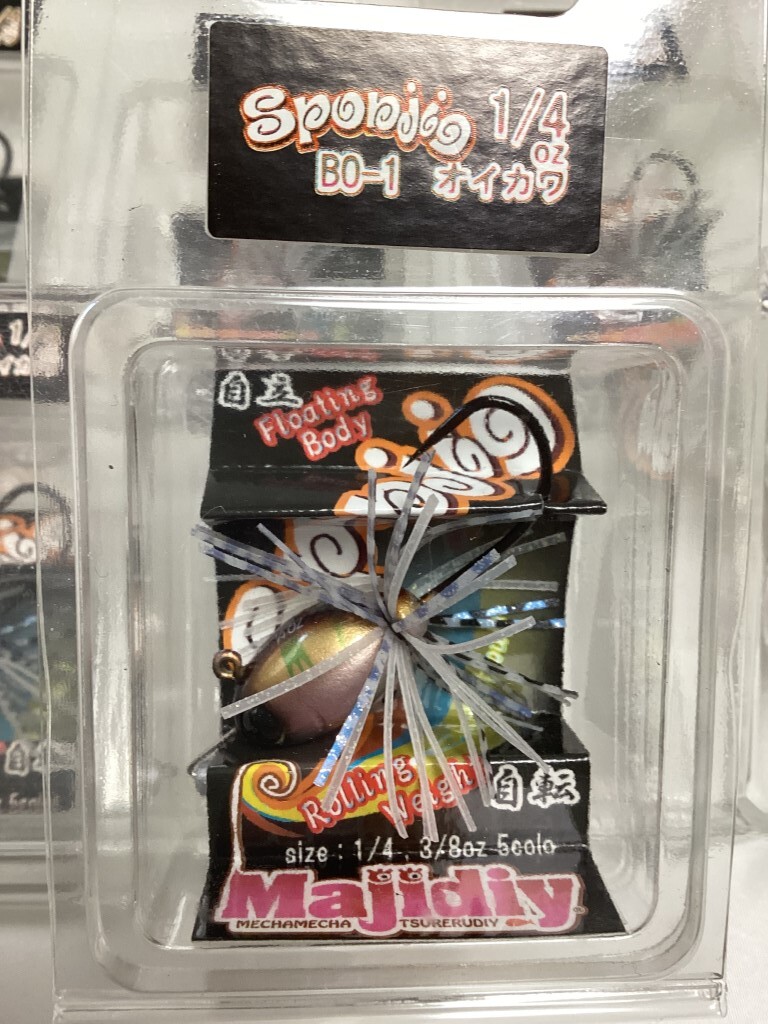 Sponjio 1/4
oz
BO-1 オイカワ
自立
Floating
Body
Rolling
Weight 自転
size : 1/4 , 3/8oz 5colo
Majidiy
MECHAMECHA TSURERUDIY